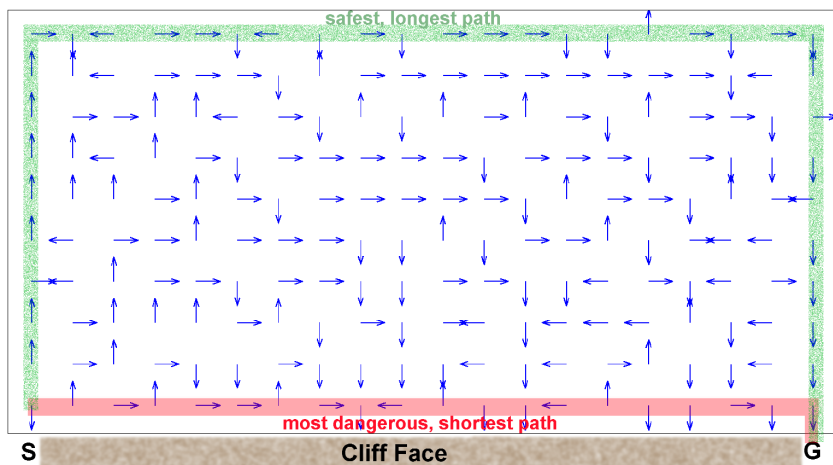 safest, longest path
most dangerous, shortest path
S Cliff Face G